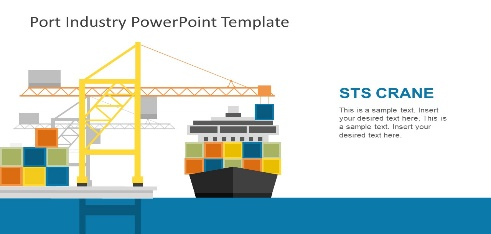 Port Industry PowerPoint Template
STS CRANE
This is a sample text. Insert
your desired text here. This is
a sample text. Insert your
desired text here.